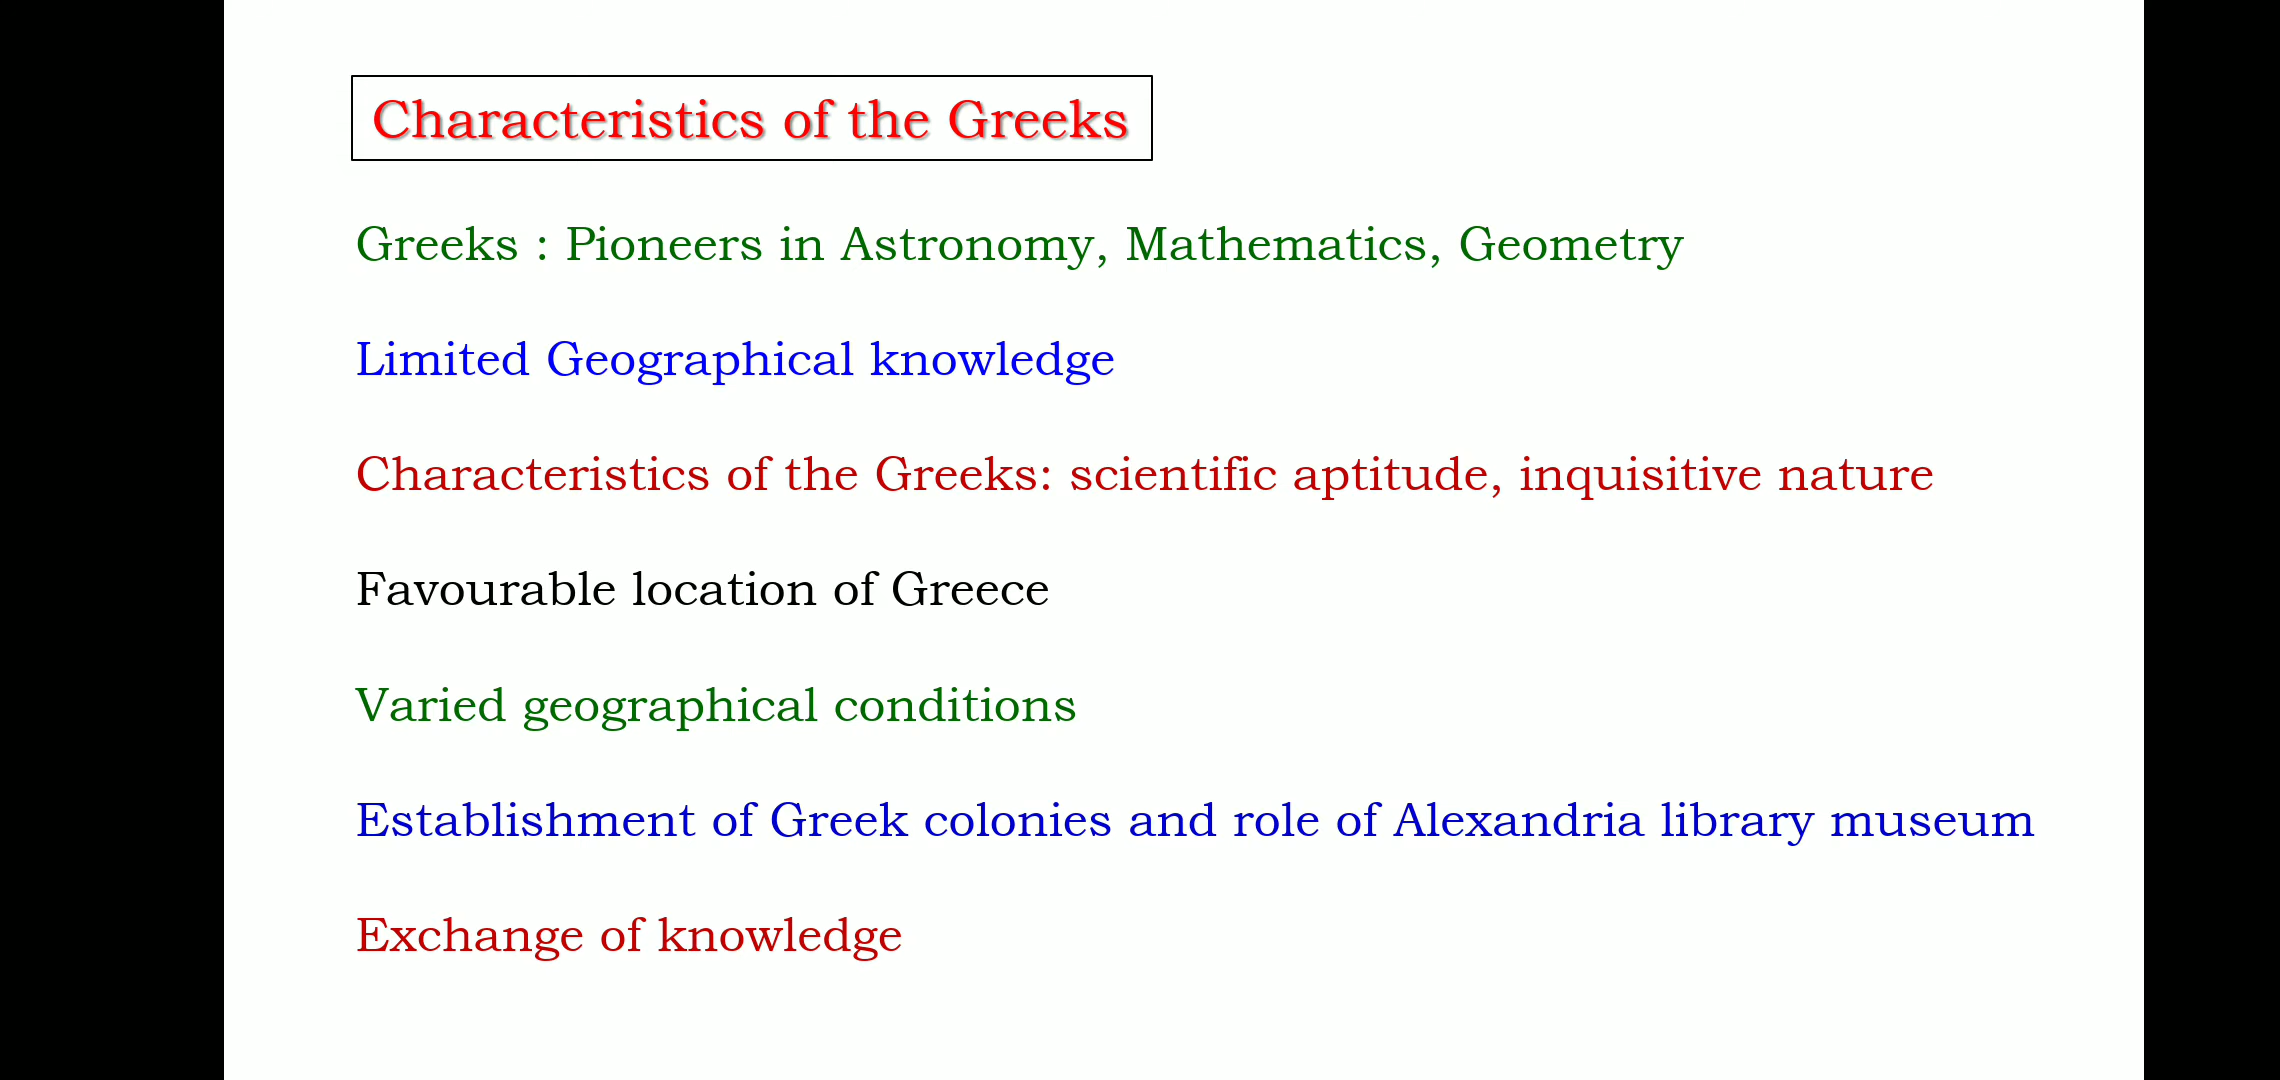 Characteristics of the Greeks
Greeks : Pioneers in Astronomy, Mathematics, Geometry
Limited Geographical knowledge
Characteristics of the Greeks: scientific aptitude, inquisitive nature
Favourable location of Greece
Varied geographical conditions
Establishment of Greek colonies and role of Alexandria library museum
Exchange of knowledge